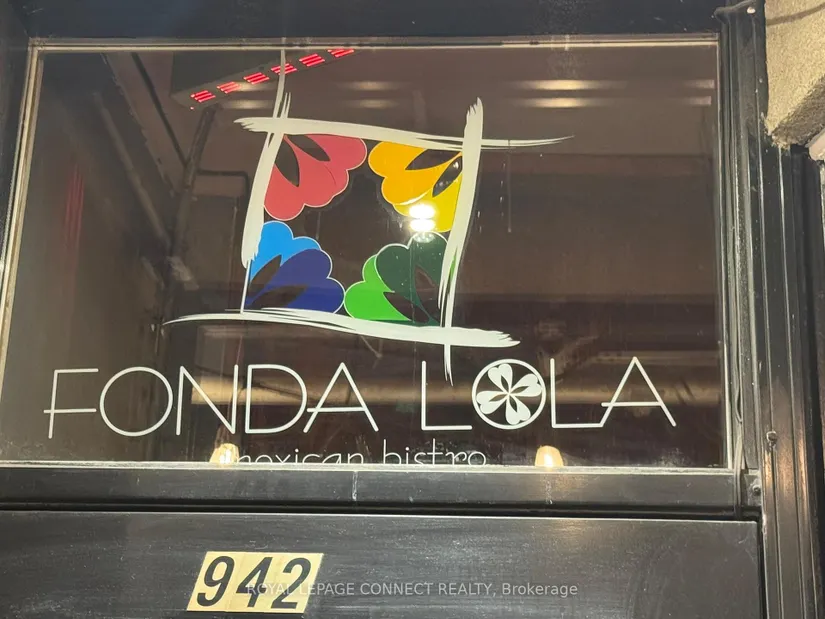 FONDA LOLA
mexican bistro
942
ROYAL LEPAGE CONNECT REALTY, Brokerage